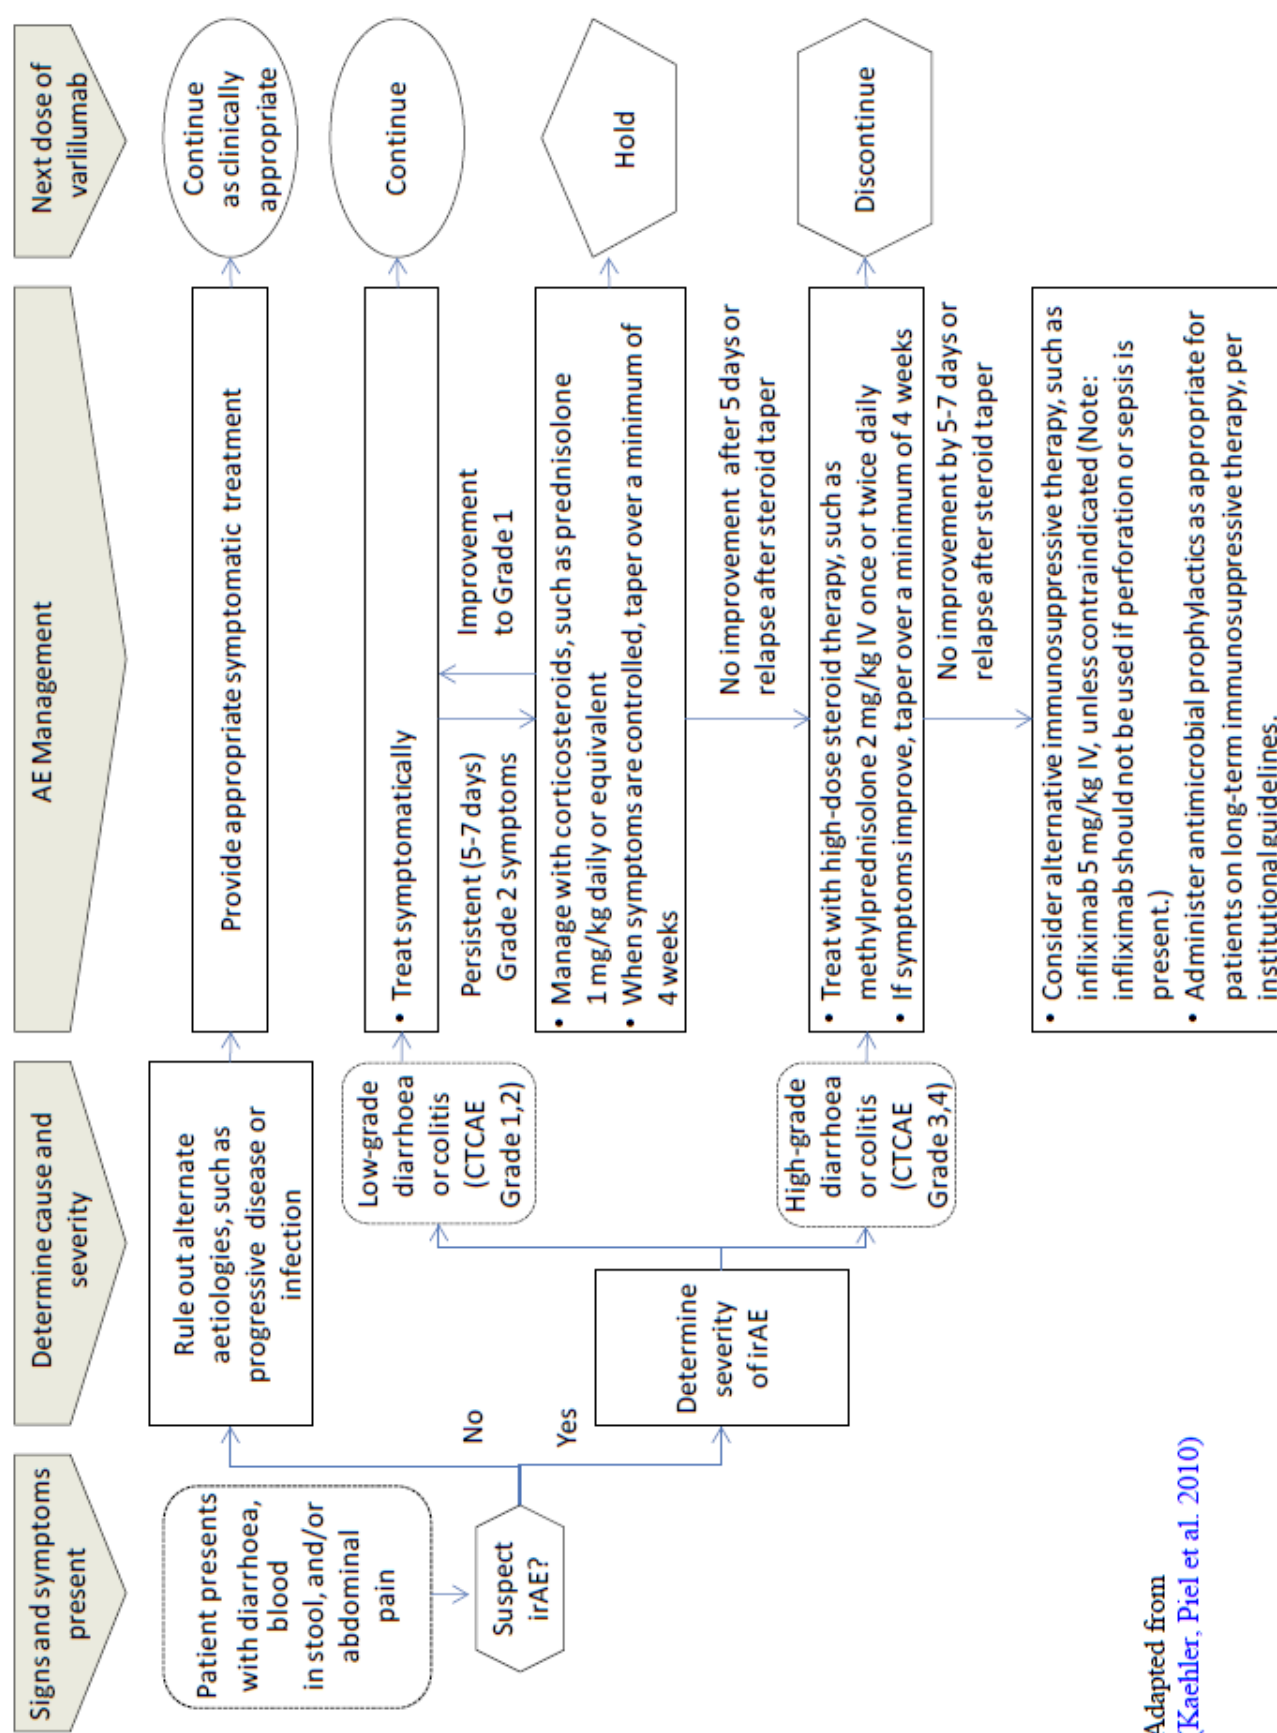 Signs and symptoms
present
Determine cause and
severity
AE Management
Next dose of
varlilumab
Patient presents
with diarrhoea,
blood
in stool, and/or
abdominal
pain
Suspect
irAE?
No
Yes
Rule out alternate
aetiologies, such as
progressive disease or
infection
Provide appropriate symptomatic treatment
Continue
as clinically
appropriate
Determine
severity
of irAE
Low-grade
diarrhoea
or colitis
(CTCAE
Grade 1,2)
• Treat symptomatically
Continue
Persistent (5-7 days)
Grade 2 symptoms
Improvement
to Grade 1
• Manage with corticosteroids, such as prednisolone
1 mg/kg daily or equivalent
• When symptoms are controlled, taper over a minimum of
4 weeks
Hold
No improvement after 5 days or
relapse after steroid taper
High-grade
diarrhoea
or colitis
(CTCAE
Grade 3,4)
• Treat with high-dose steroid therapy, such as
methylprednisolone 2 mg/kg IV once or twice daily
• If symptoms improve, taper over a minimum of 4 weeks
Discontinue
No improvement by 5-7 days or
relapse after steroid taper
• Consider alternative immunosuppressive therapy, such as
infliximab 5 mg/kg IV, unless contraindicated (Note:
infliximab should not be used if perforation or sepsis is
present.)
• Administer antimicrobial prophylactics as appropriate for
patients on long-term immunosuppressive therapy, per
institutional guidelines.
Adapted from
(Kaehler, Piel et al. 2010)